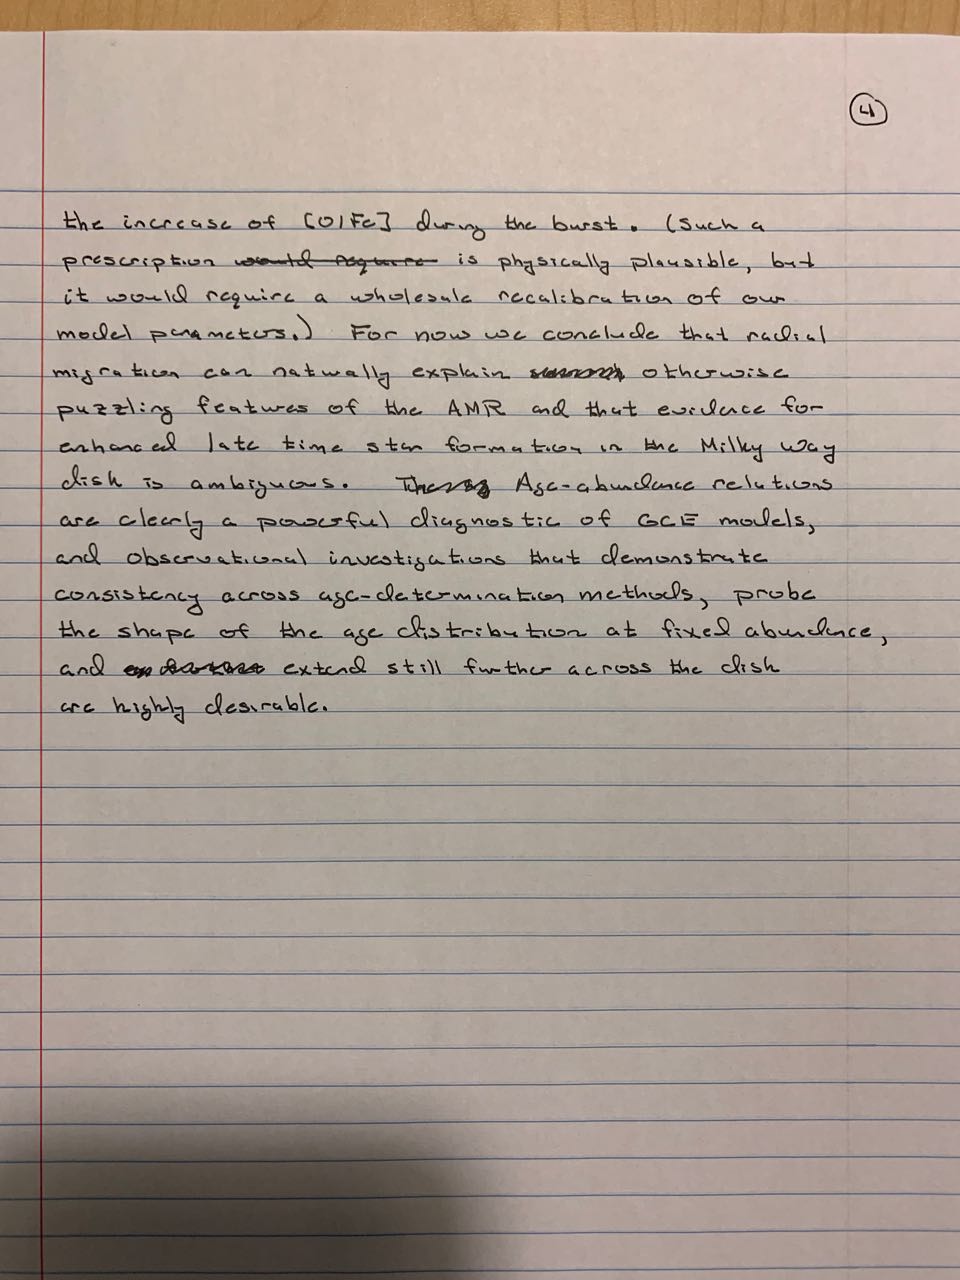 4
the increase of [O/Fe] during the burst. (Such a
prescription would require is physically plausible, but
it would require a wholesale recalibration of our
model parameters.) For now we conclude that radial
migration can naturally explain otherwise
puzzling features of the AMR and that evidence for
enhanced late time star formation in the Milky Way
disk is ambiguous. Age-abundance relations
are clearly a powerful diagnostic of GCE models,
and observational investigations that demonstrate
consistency across age-determination methods, probe
the shape of the age distribution at fixed abundance,
and extend still further across the disk
are highly desirable.